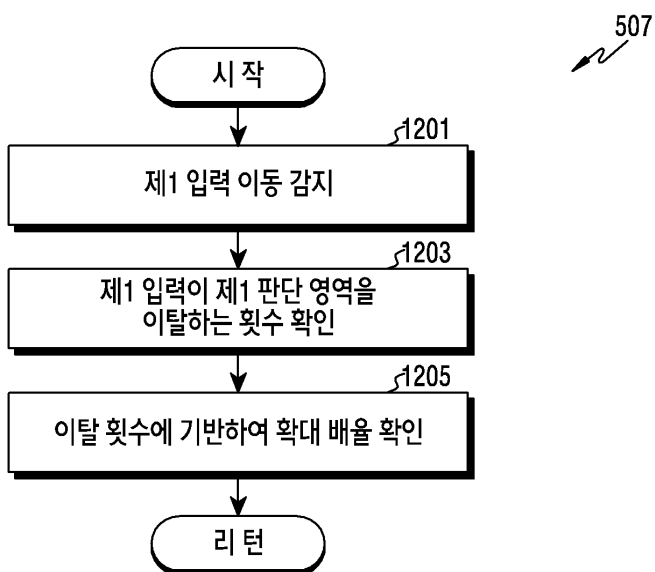 507
시작
1201
제1 입력 이동 감지
1203
제1 입력이 제1 판단 영역을
이탈하는 횟수 확인
1205
이탈 횟수에 기반하여 확대 배율 확인
리턴